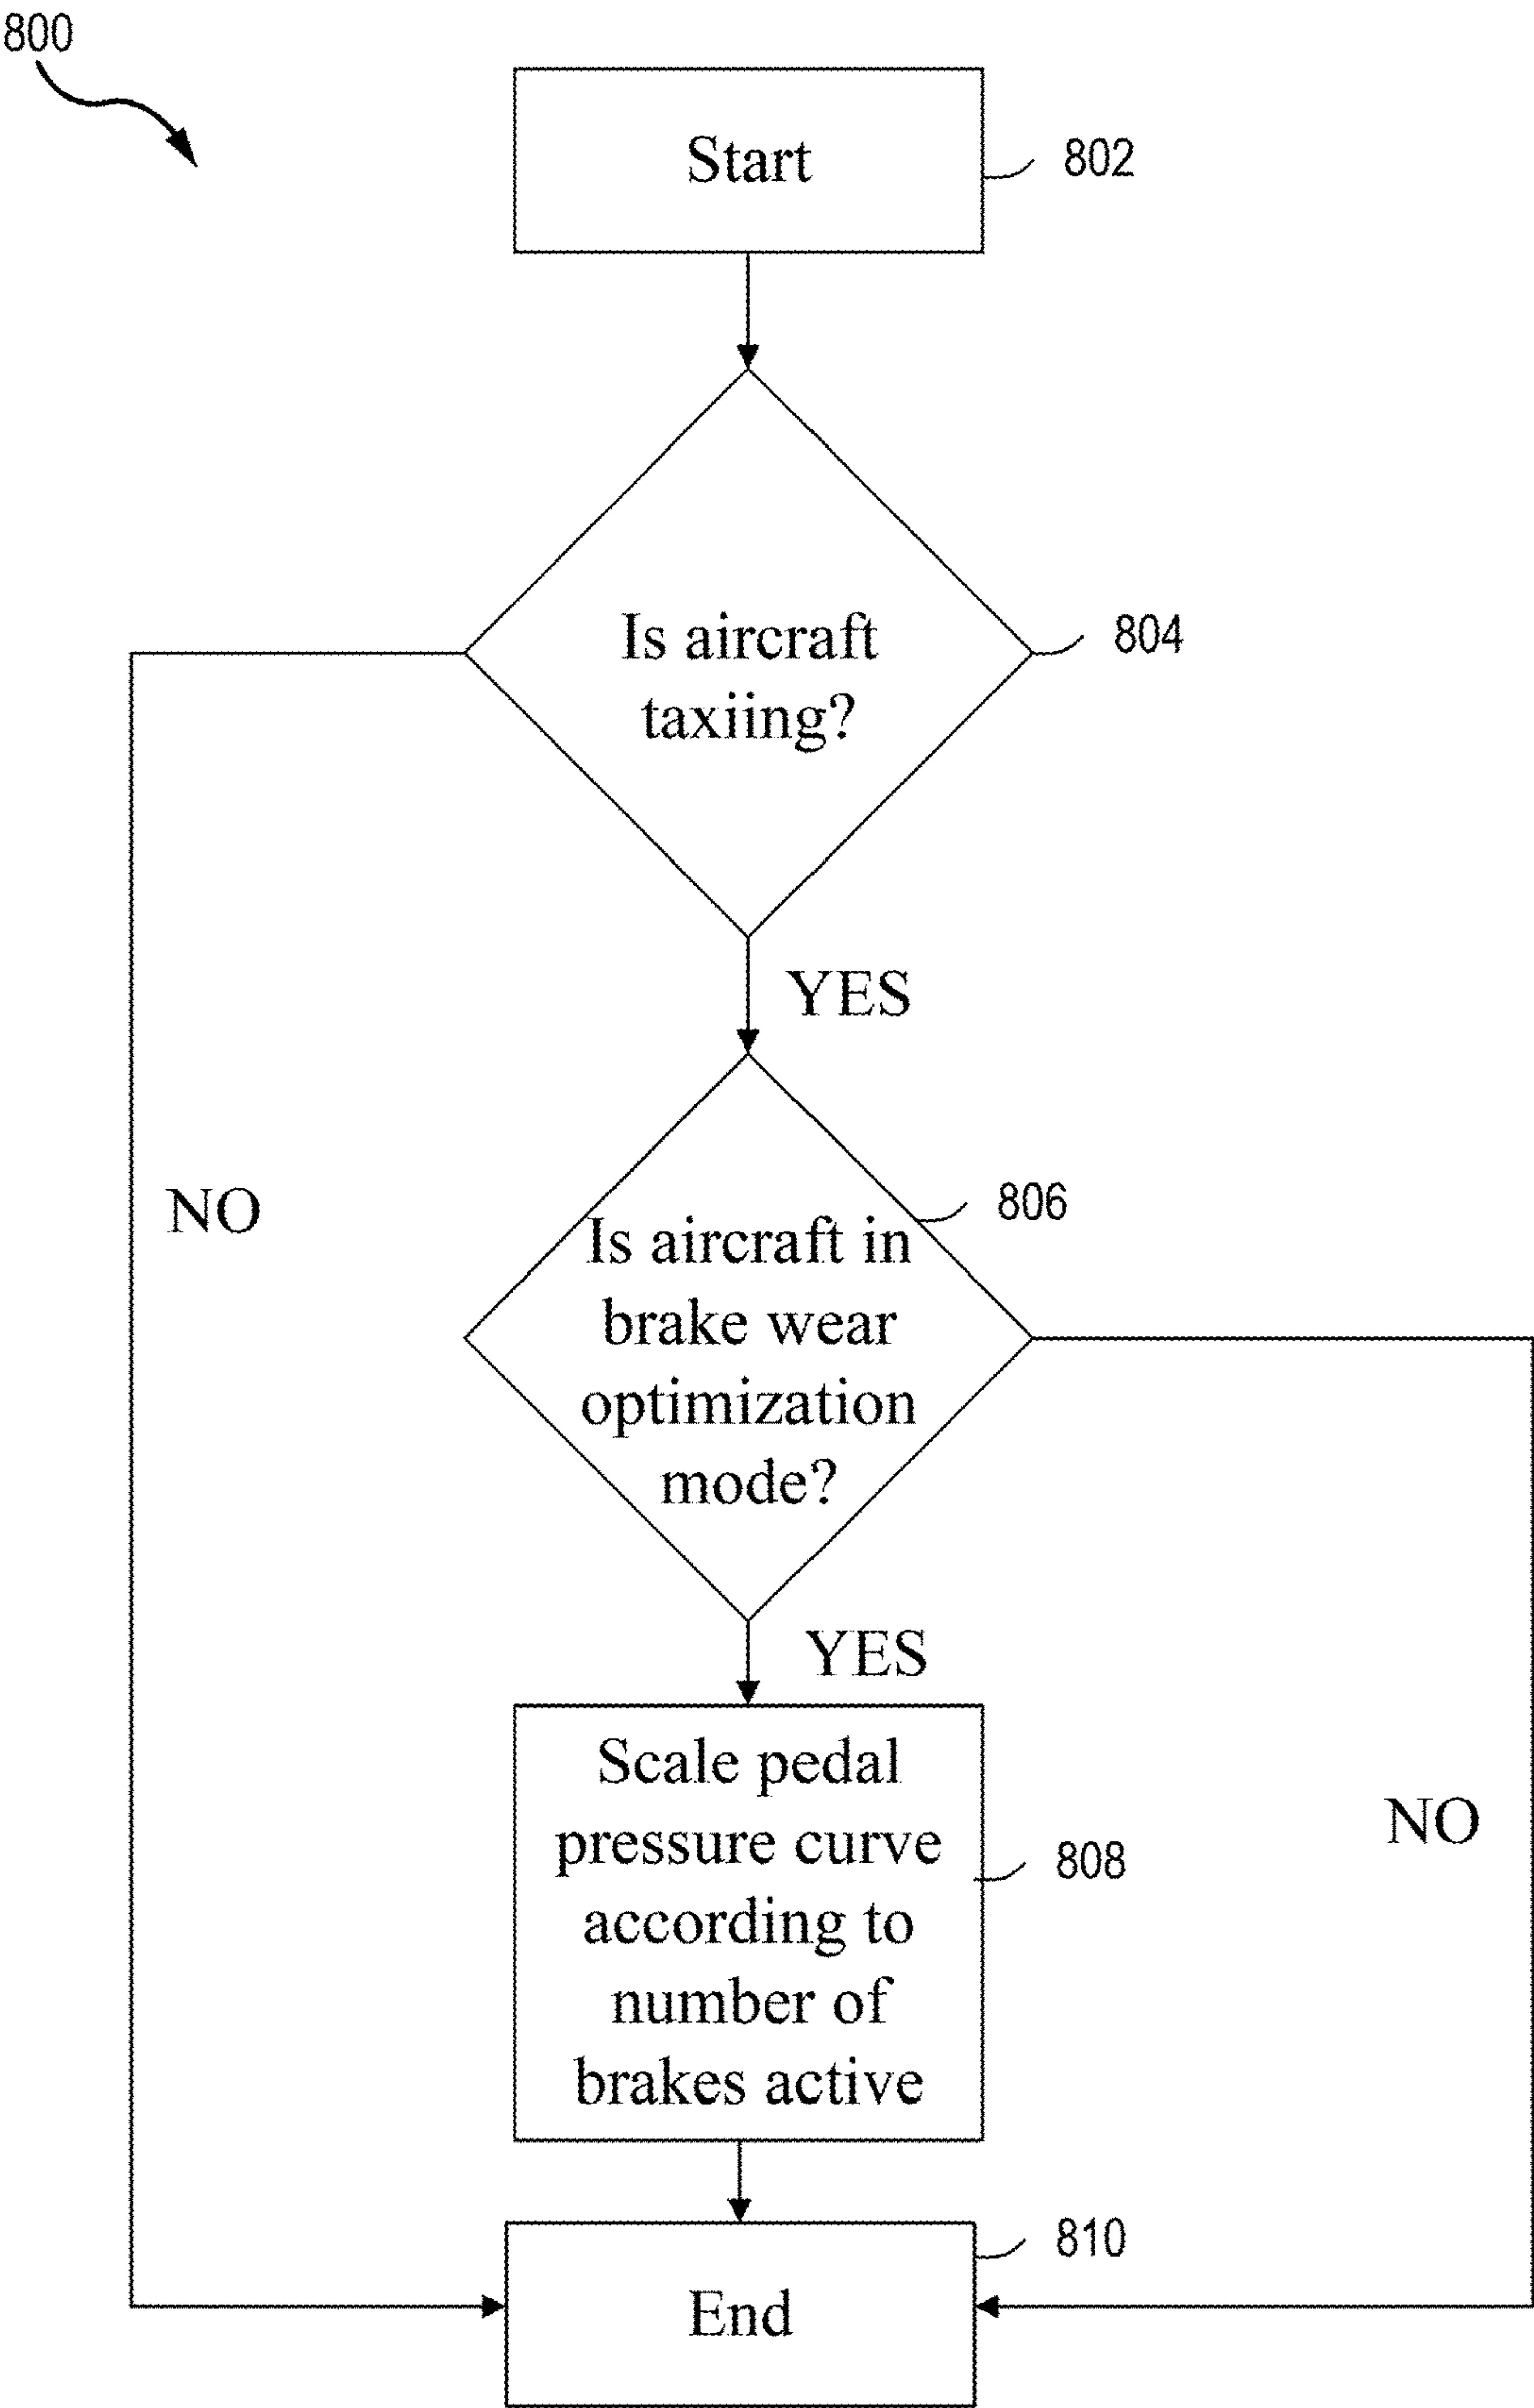 800
Start
802
Is aircraft
taxiing?
804
YES
NO
806
Is aircraft in
brake wear
optimization
mode?
YES
Scale pedal
pressure curve
according to
number of
brakes active
808
NO
810
End